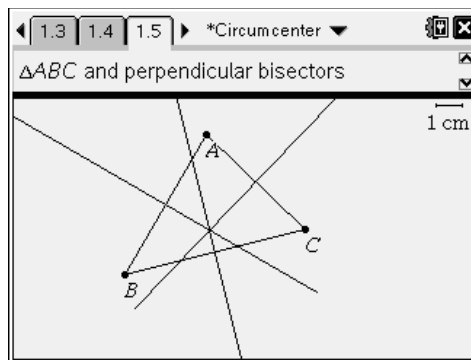 1.3 1.4 1.5 *Circumcenter
ΔABC and perpendicular bisectors
1 cm
A
C
B